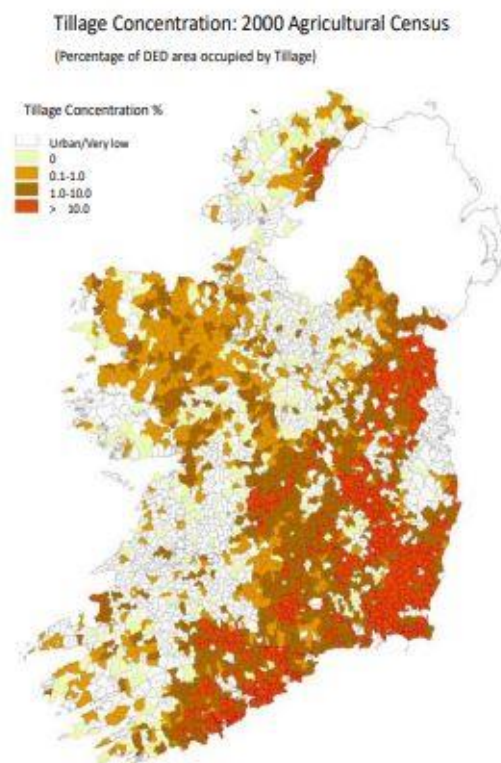 Tillage Concentration: 2000 Agricultural Census
(Percentage of DED area occupied by Tillage)
Tillage Concentration %
Urban/Very low
0
0.1-1.0
1.0-10.0
> 10.0